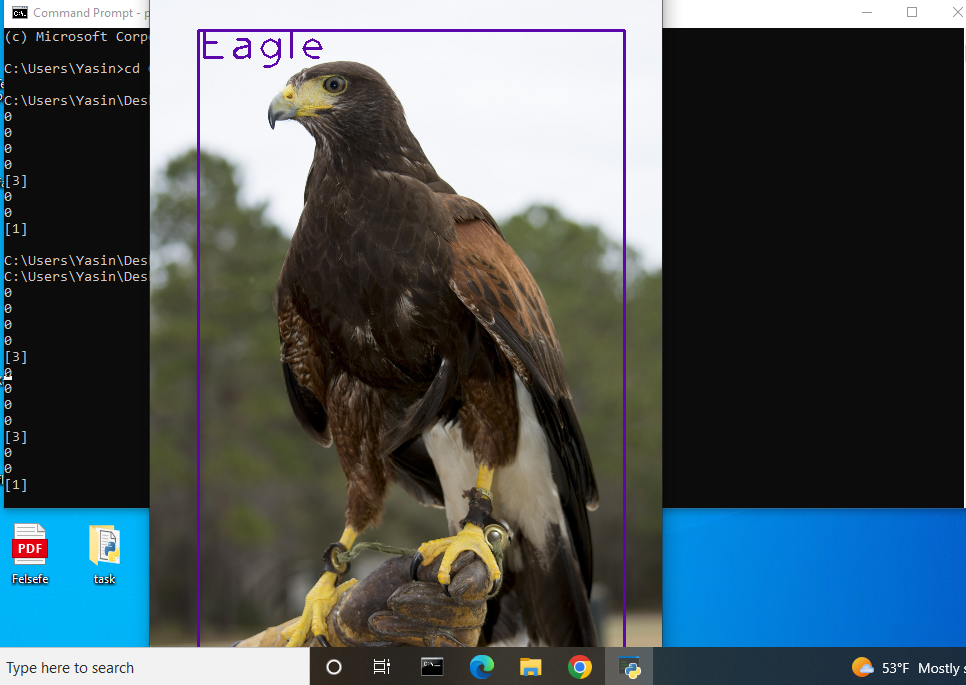 Command Prompt - p
(c) Microsoft Corp
C:\Users\Yasin>cd
C:\Users\Yasin\Des
0
0
0
0
[3]
0
0
[1]
C:\Users\Yasin\Des
C:\Users\Yasin\Des
0
0
0
0
[3]
0
0
0
0
[3]
0
0
[1]
Eagle
PDF
Felsefe
task
Type here to search
53°F Mostly s